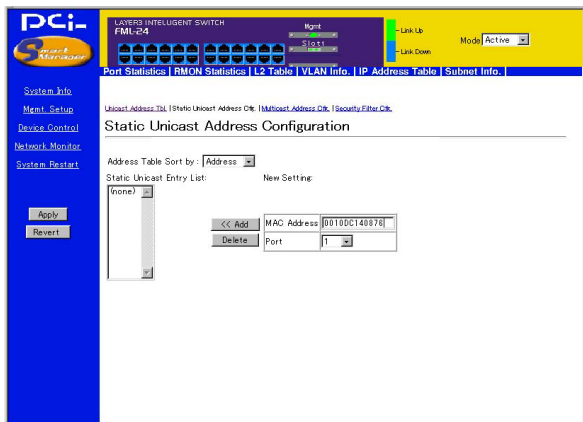 PCi-
Smart Manager
LAYER3 INTELLIGENT SWITCH
FML-24
Mgmt
Slot1
Link Up
Link Down
Mode Active
Port Statistics | RMON Statistics | L2 Table | VLAN Info. | IP Address Table | Subnet Info. |
System Info
Mgmt. Setup
Device Control
Network Monitor
System Restart
Apply
Revert
Unicast Address Tbl. | Static Unicast Address Cfg. | Multicast Address Cfg. | Security Filter Cfg.
Static Unicast Address Configuration
Address Table Sort by : Address
Static Unicast Entry List:
New Setting:
(none)
<< Add
Delete
MAC Address 0010DC140876
Port 1